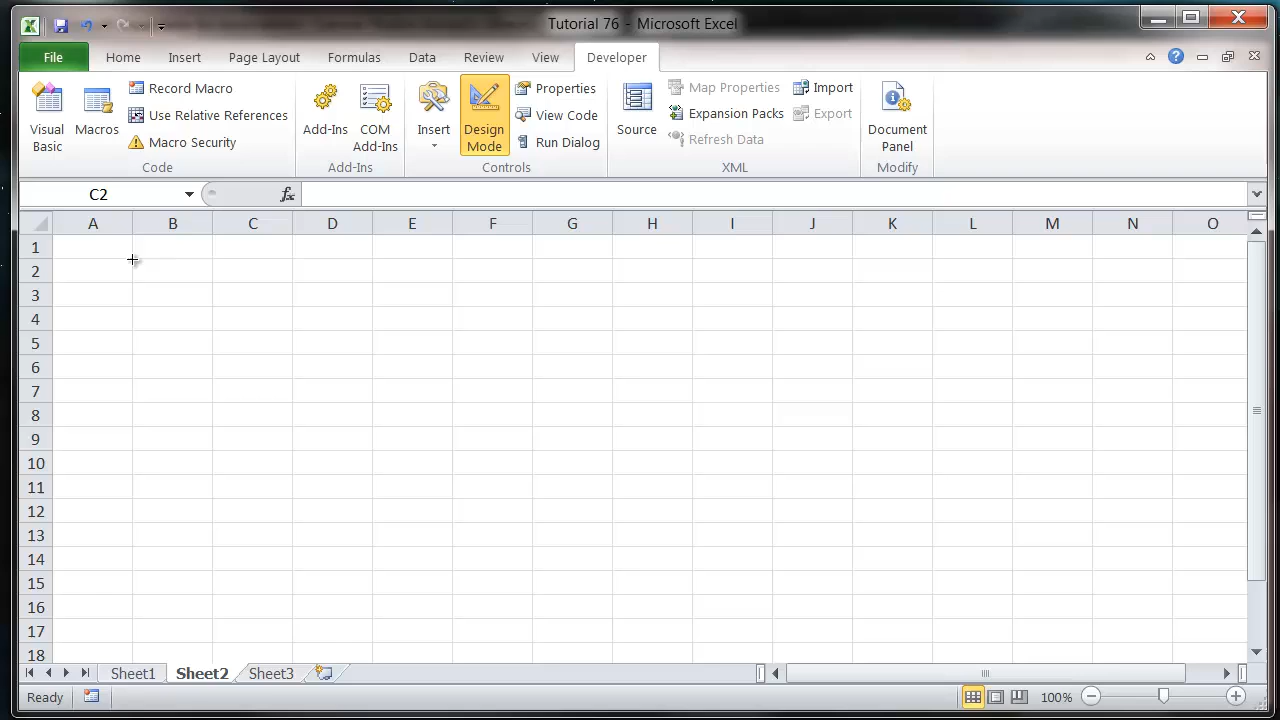 Tutorial 76 - Microsoft Excel
File Home Insert Page Layout Formulas Data Review View Developer
Visual Basic
Macros
Record Macro
Use Relative References
Macro Security
Code
Add-Ins
COM Add-Ins
Add-Ins
Insert
Design Mode
Properties
View Code
Run Dialog
Controls
Source
Map Properties
Expansion Packs
Refresh Data
Import
Export
XML
Document Panel
Modify
C2
fx
A B C D E F G H I J K L M N O
1
2
3
4
5
6
7
8
9
10
11
12
13
14
15
16
17
18
Sheet1 Sheet2 Sheet3
Ready
100%